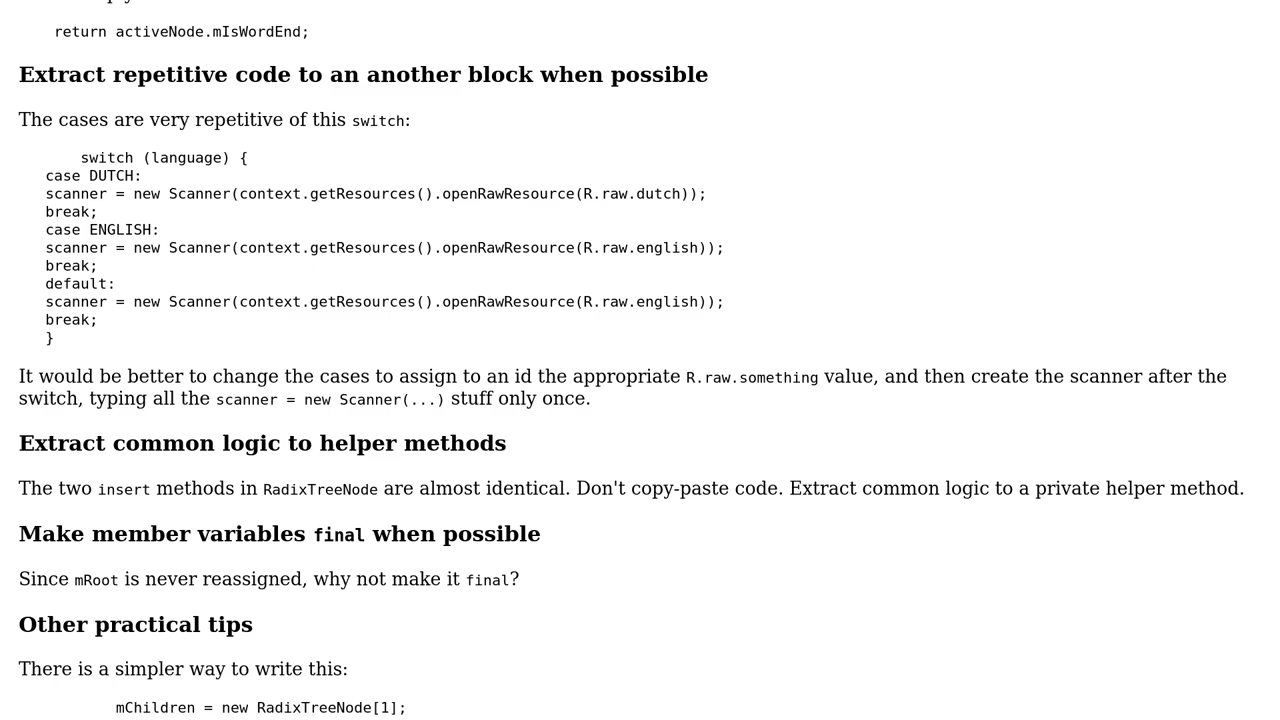 return activeNode.mIsWordEnd;
Extract repetitive code to an another block when possible
The cases are very repetitive of this switch:
switch (language) {
case DUTCH:
scanner = new Scanner(context.getResources().openRawResource(R.raw.dutch));
break;
case ENGLISH:
scanner = new Scanner(context.getResources().openRawResource(R.raw.english));
break;
default:
scanner = new Scanner(context.getResources().openRawResource(R.raw.english));
break;
}
It would be better to change the cases to assign to an id the appropriate R.raw.something value, and then create the scanner after the
switch, typing all the scanner = new Scanner(...) stuff only once.
Extract common logic to helper methods
The two insert methods in RadixTreeNode are almost identical. Don't copy-paste code. Extract common logic to a private helper method.
Make member variables final when possible
Since mRoot is never reassigned, why not make it final?
Other practical tips
There is a simpler way to write this:
mChildren = new RadixTreeNode[1];